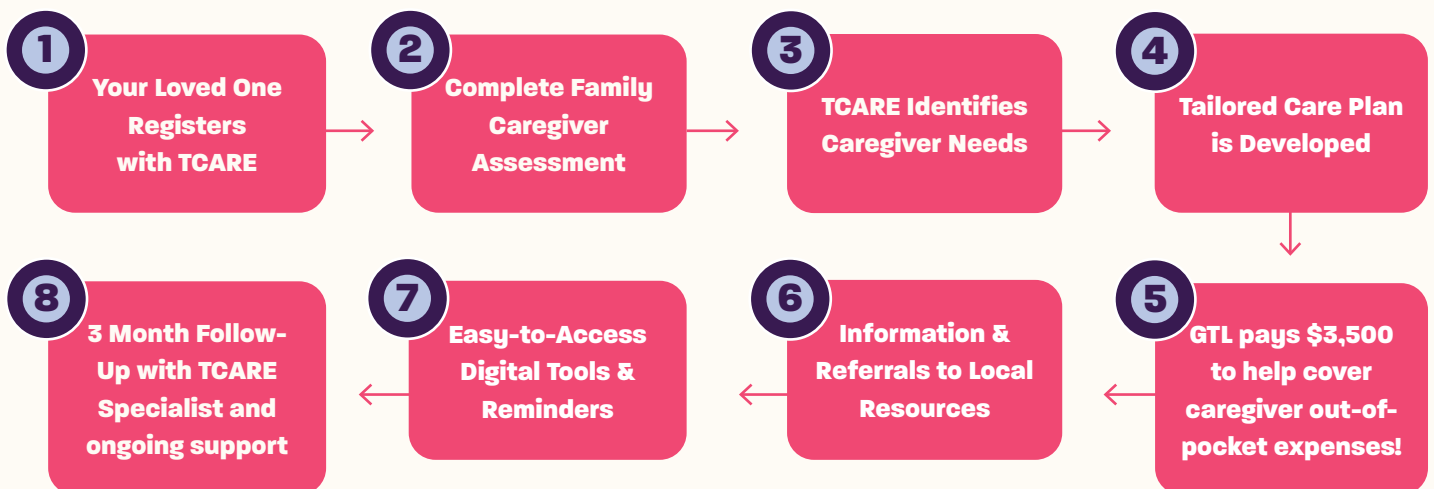 1
Your Loved One
Registers
with TCARE
2
Complete Family
Caregiver
Assessment
3
TCARE Identifies
Caregiver Needs
4
Tailored Care Plan
is Developed
5
GTL pays $3,500
to help cover
caregiver out-of-
pocket expenses!
6
Information &
Referrals to Local
Resources
7
Easy-to-Access
Digital Tools &
Reminders
8
3 Month Follow-
Up with TCARE
Specialist and
ongoing support